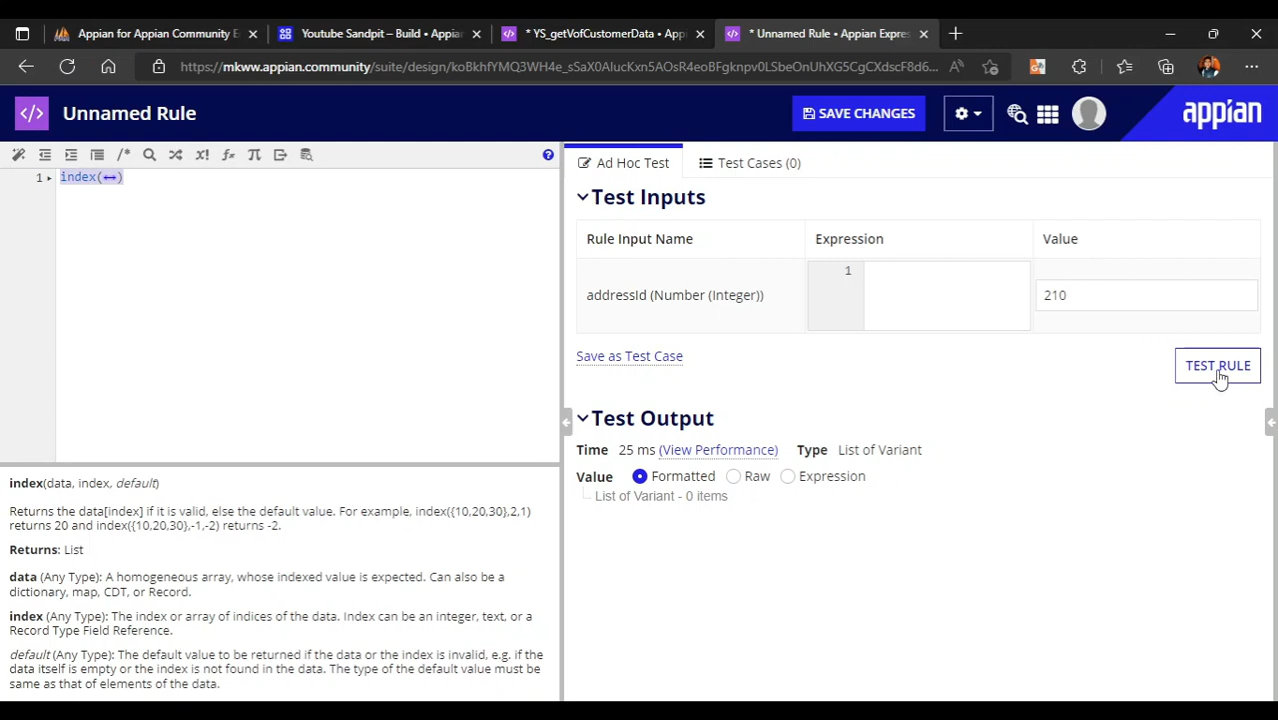 Appian for Appian Community E
Youtube Sandpit – Build • Appian
* YS_getVofCustomerData • Appi
* Unnamed Rule • Appian Expres
https://mkww.appian.community/suite/design/koBkhfYMQ3WH4e_sSaX0AlucKxn5AOsR4eoBFgknpv0LSbeOnUhXG5CgCXdscF8d6...
Unnamed Rule
SAVE CHANGES
appian
1 index(↔)
Ad Hoc Test
Test Cases (0)
Test Inputs
Rule Input Name
Expression
Value
addressId (Number (Integer))
1
210
Save as Test Case
TEST RULE
Test Output
Time 25 ms (View Performance) Type List of Variant
Value Formatted Raw Expression
List of Variant - 0 items
index(data, index, default)
Returns the data[index] if it is valid, else the default value. For example, index({10,20,30},2,1)
returns 20 and index({10,20,30},-1,-2) returns -2.
Returns: List
data (Any Type): A homogeneous array, whose indexed value is expected. Can also be a
dictionary, map, CDT, or Record.
index (Any Type): The index or array of indices of the data. Index can be an integer, text, or a
Record Type Field Reference.
default (Any Type): The default value to be returned if the data or the index is invalid, e.g. if the
data itself is empty or the index is not found in the data. The type of the default value must be
same as that of elements of the data.